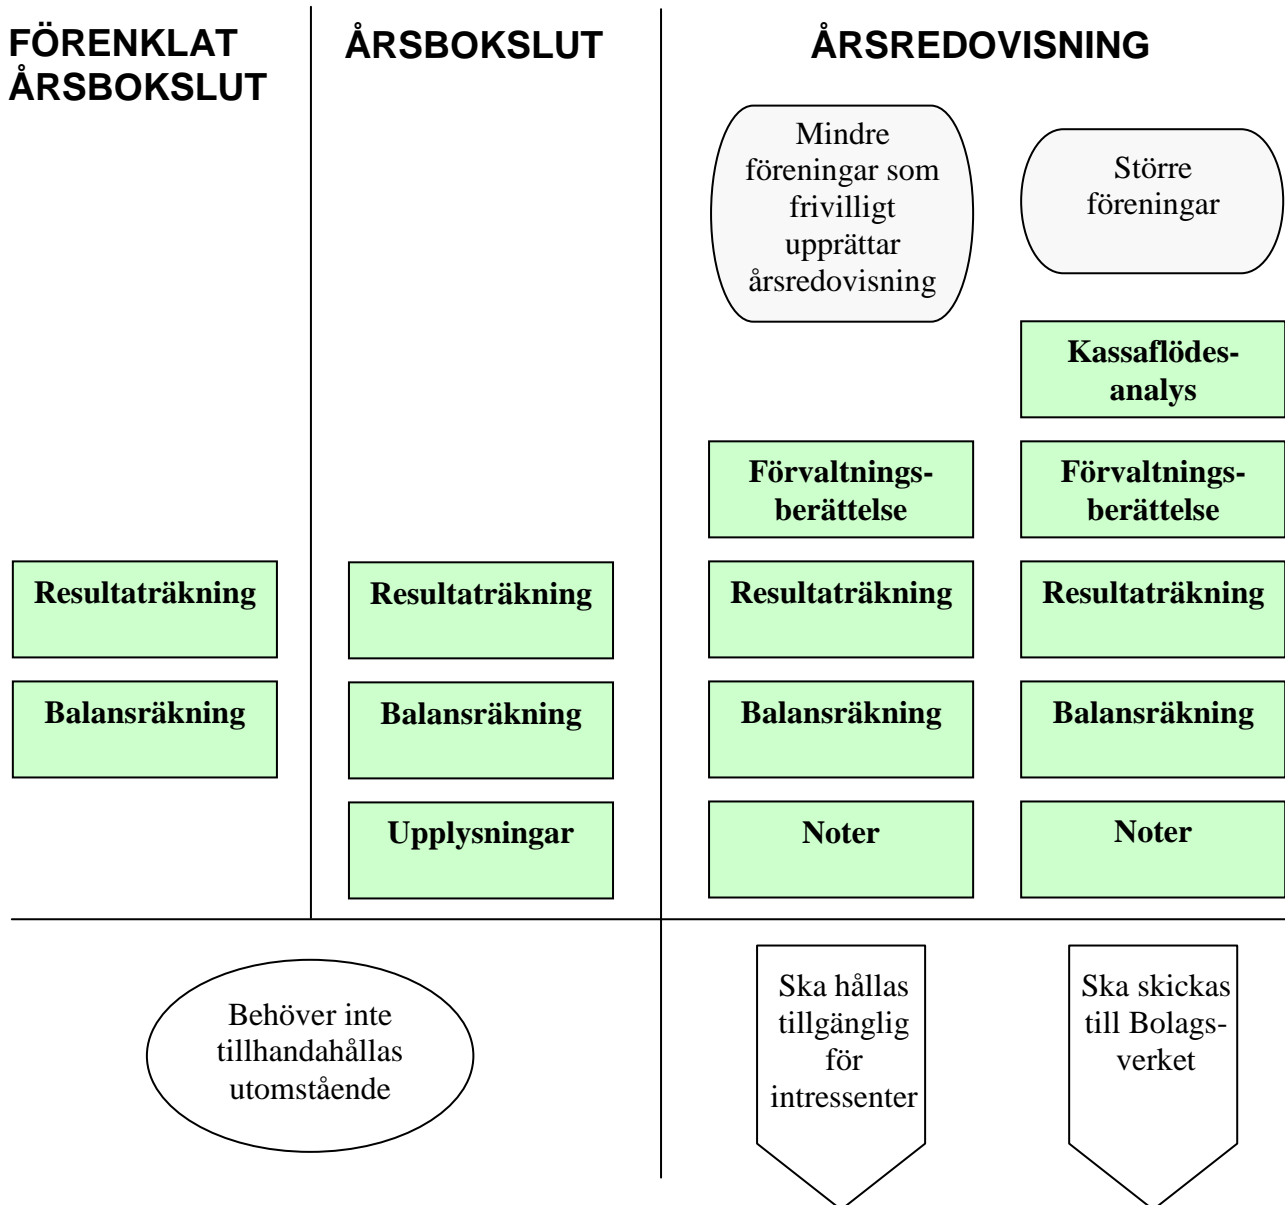 FÖRENKLAT
ÅRSBOKSLUT
ÅRSBOKSLUT
ÅRSREDOVISNING
Mindre
föreningar som
frivilligt
upprättar
årsredovisning
Större
föreningar
Kassaflödes-
analys
Förvaltnings-
berättelse
Förvaltnings-
berättelse
Resultaträkning
Resultaträkning
Resultaträkning
Resultaträkning
Balansräkning
Balansräkning
Balansräkning
Balansräkning
Upplysningar
Noter
Noter
Behöver inte
tillhandahållas
utomstående
Ska hållas
tillgänglig
för
intressenter
Ska skickas
till Bolags-
verket